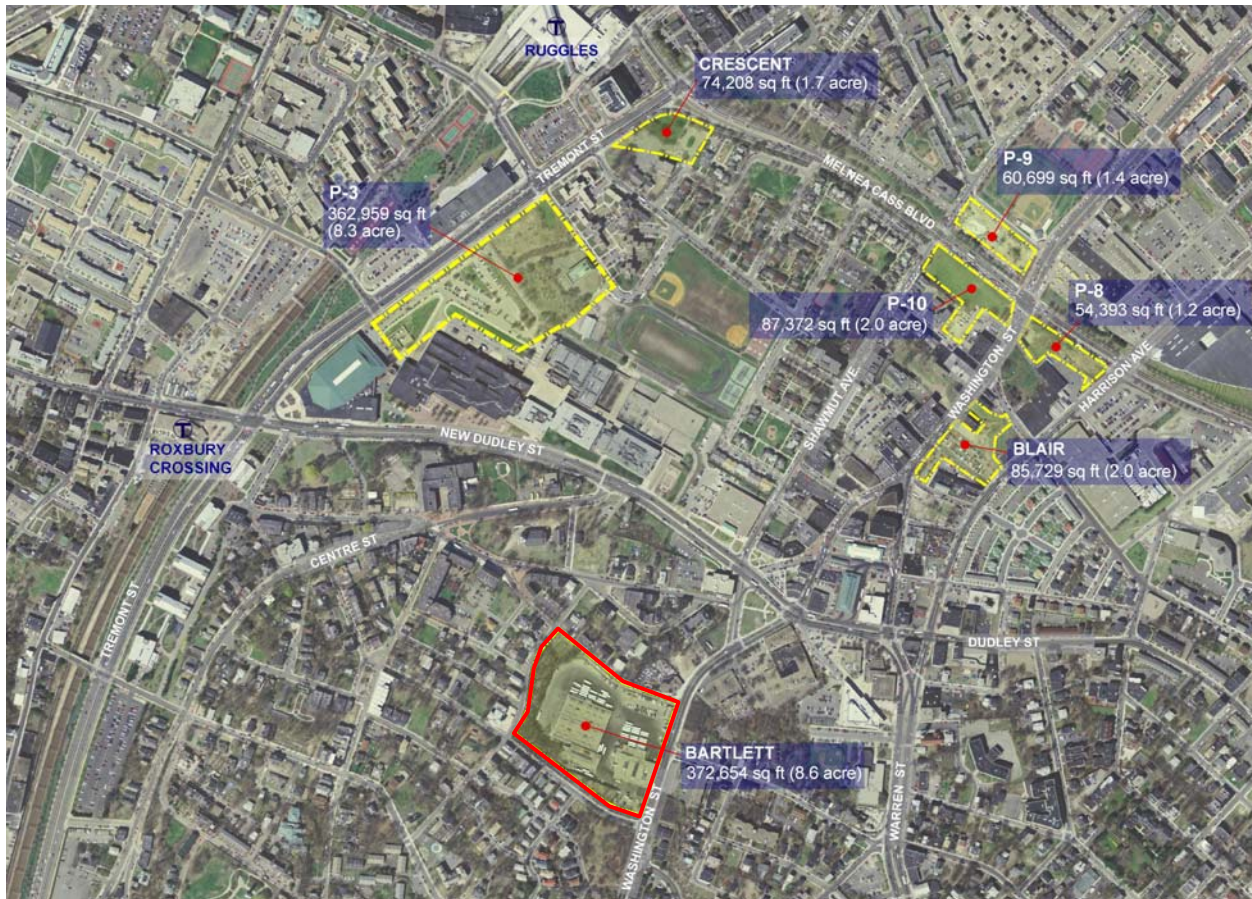 T
RUGGLES
CRESCENT
74,208 sq ft (1.7 acre)
TREMONT ST
MELNEA CASS BLVD
P-9
60,699 sq ft (1.4 acre)
P-3
362,959 sq ft
(8.3 acre)
P-10
87,372 sq ft (2.0 acre)
P-8
54,393 sq ft (1.2 acre)
WASHINGTON ST
HARRISON AVE
SHAWMUT AVE
T
ROXBURY
CROSSING
NEW DUDLEY ST
BLAIR
85,729 sq ft (2.0 acre)
CENTRE ST
TREMONT ST
DUDLEY ST
BARTLETT
372,654 sq ft (8.6 acre)
WASHINGTON ST
WARREN ST